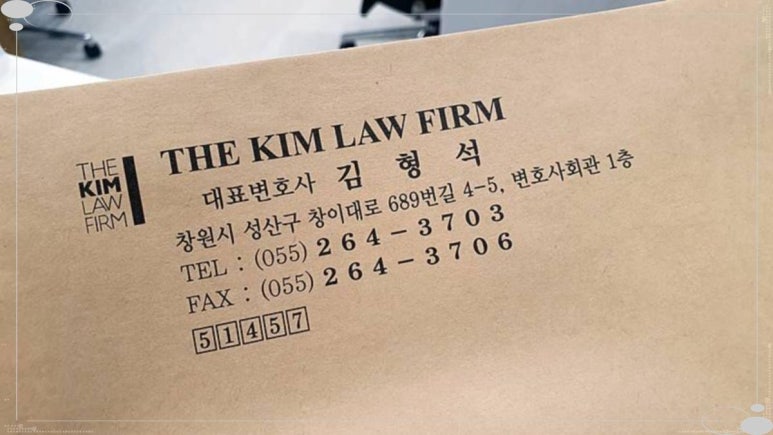 THE
KIM
LAW
FIRM
THE KIM LAW FIRM
대표변호사 김 형 석
창원시 성산구 창이대로 689번길 4-5, 변호사회관 1층
TEL : (055) 264-3703
FAX : (055) 264-3706
51457